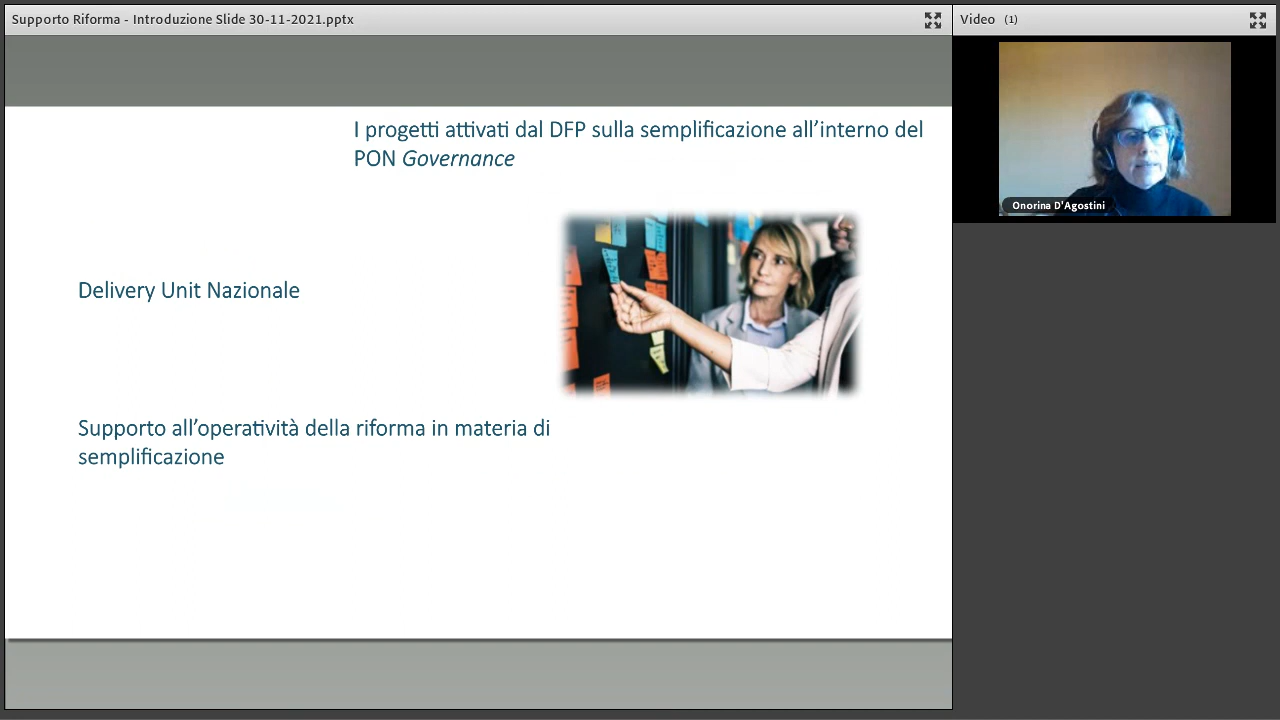 Supporto Riforma - Introduzione Slide 30-11-2021.pptx
Video (1)
I progetti attivati dal DFP sulla semplificazione all’interno del
PON Governance
Onorina D'Agostini
Delivery Unit Nazionale
Supporto all’operatività della riforma in materia di
semplificazione